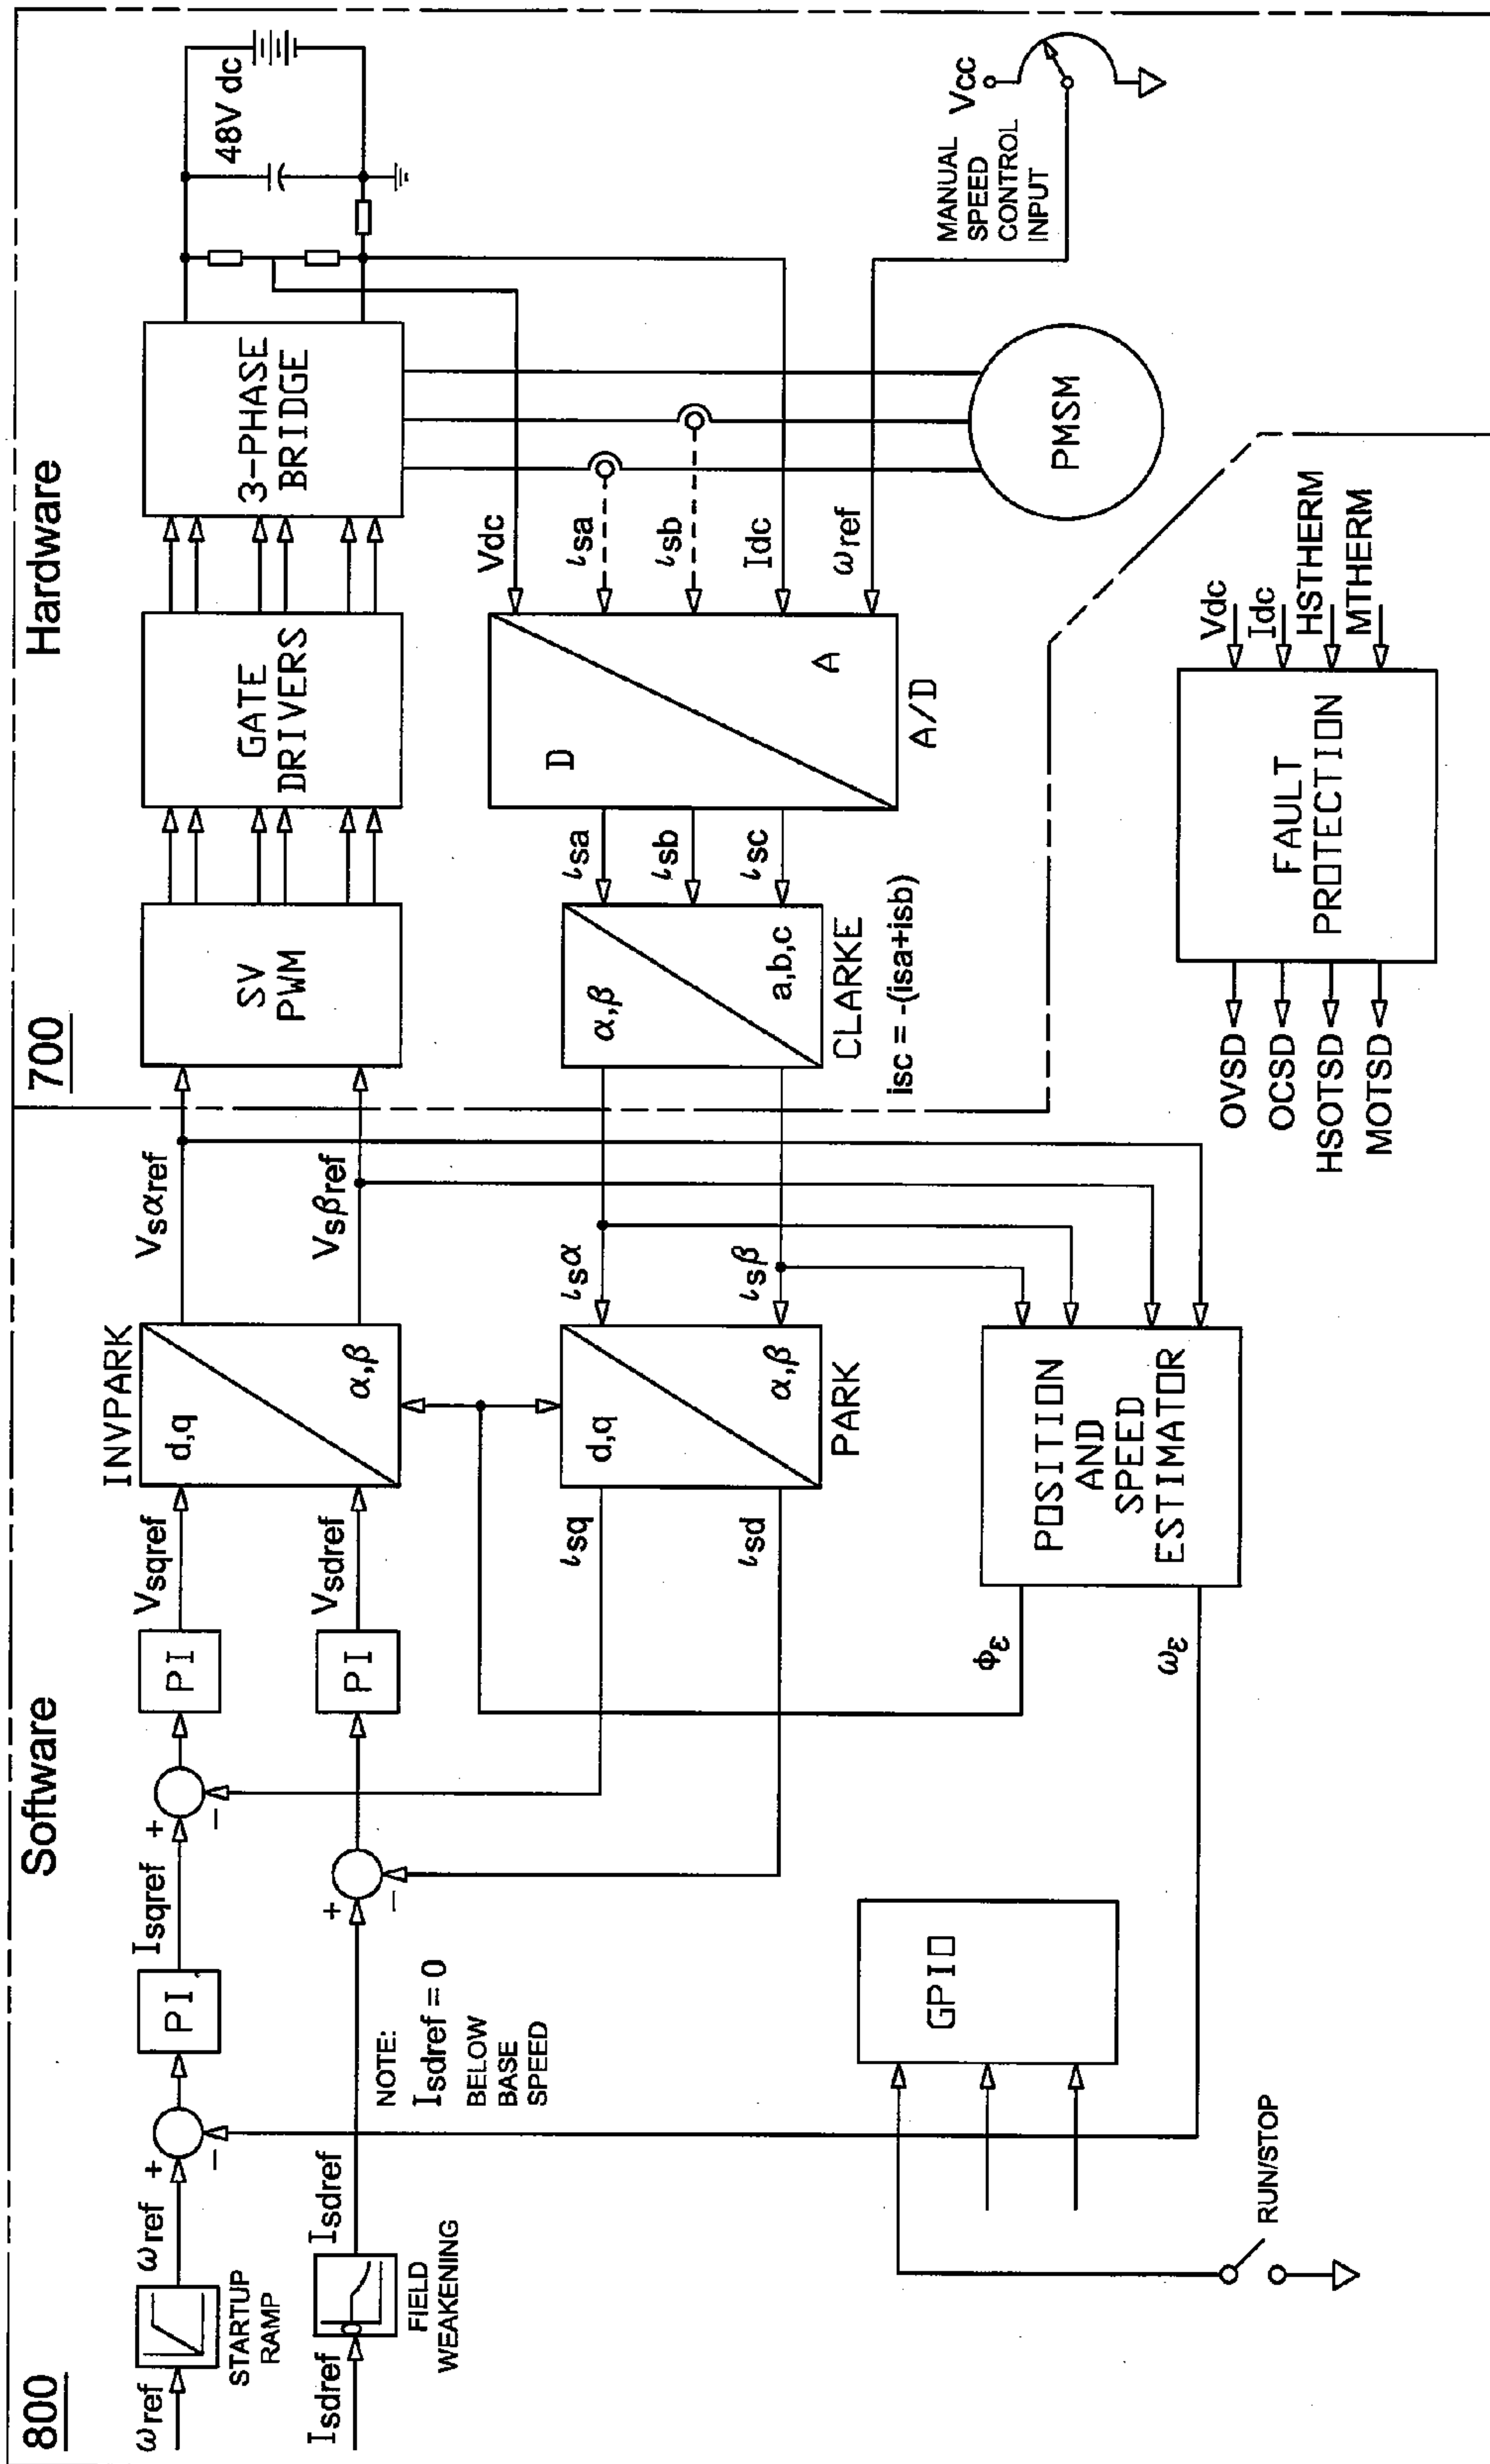 800
Software
700
Hardware
ωref
STARTUP
RAMP
ωref
+
−
PI
Isqref
+
−
PI
Vsqref
INVPARK
d,q
α,β
Vsαref
Vsβref
SV
PWM
GATE
DRIVERS
3-PHASE
BRIDGE
48V dc
Isdref
FIELD
WEAKENING
Isdref
NOTE:
Isdref = 0
BELOW
BASE
SPEED
+
−
PI
Vsdref
ιsq
ιsd
d,q
α,β
PARK
ιsα
ιsβ
α,β
a,b,c
CLARKE
isc = -(isa+isb)
ιsa
ιsb
ιsc
D
A
A/D
Vdc
ιsa
ιsb
Idc
ωref
MANUAL
SPEED
CONTROL
INPUT
Vcc
PMSM
GPIO
RUN/STOP
ϕε
ωε
POSITION
AND
SPEED
ESTIMATOR
OVSD
OCSD
HSOTSD
MOTSD
FAULT
PROTECTION
Vdc
Idc
HSTHERM
MTHERM